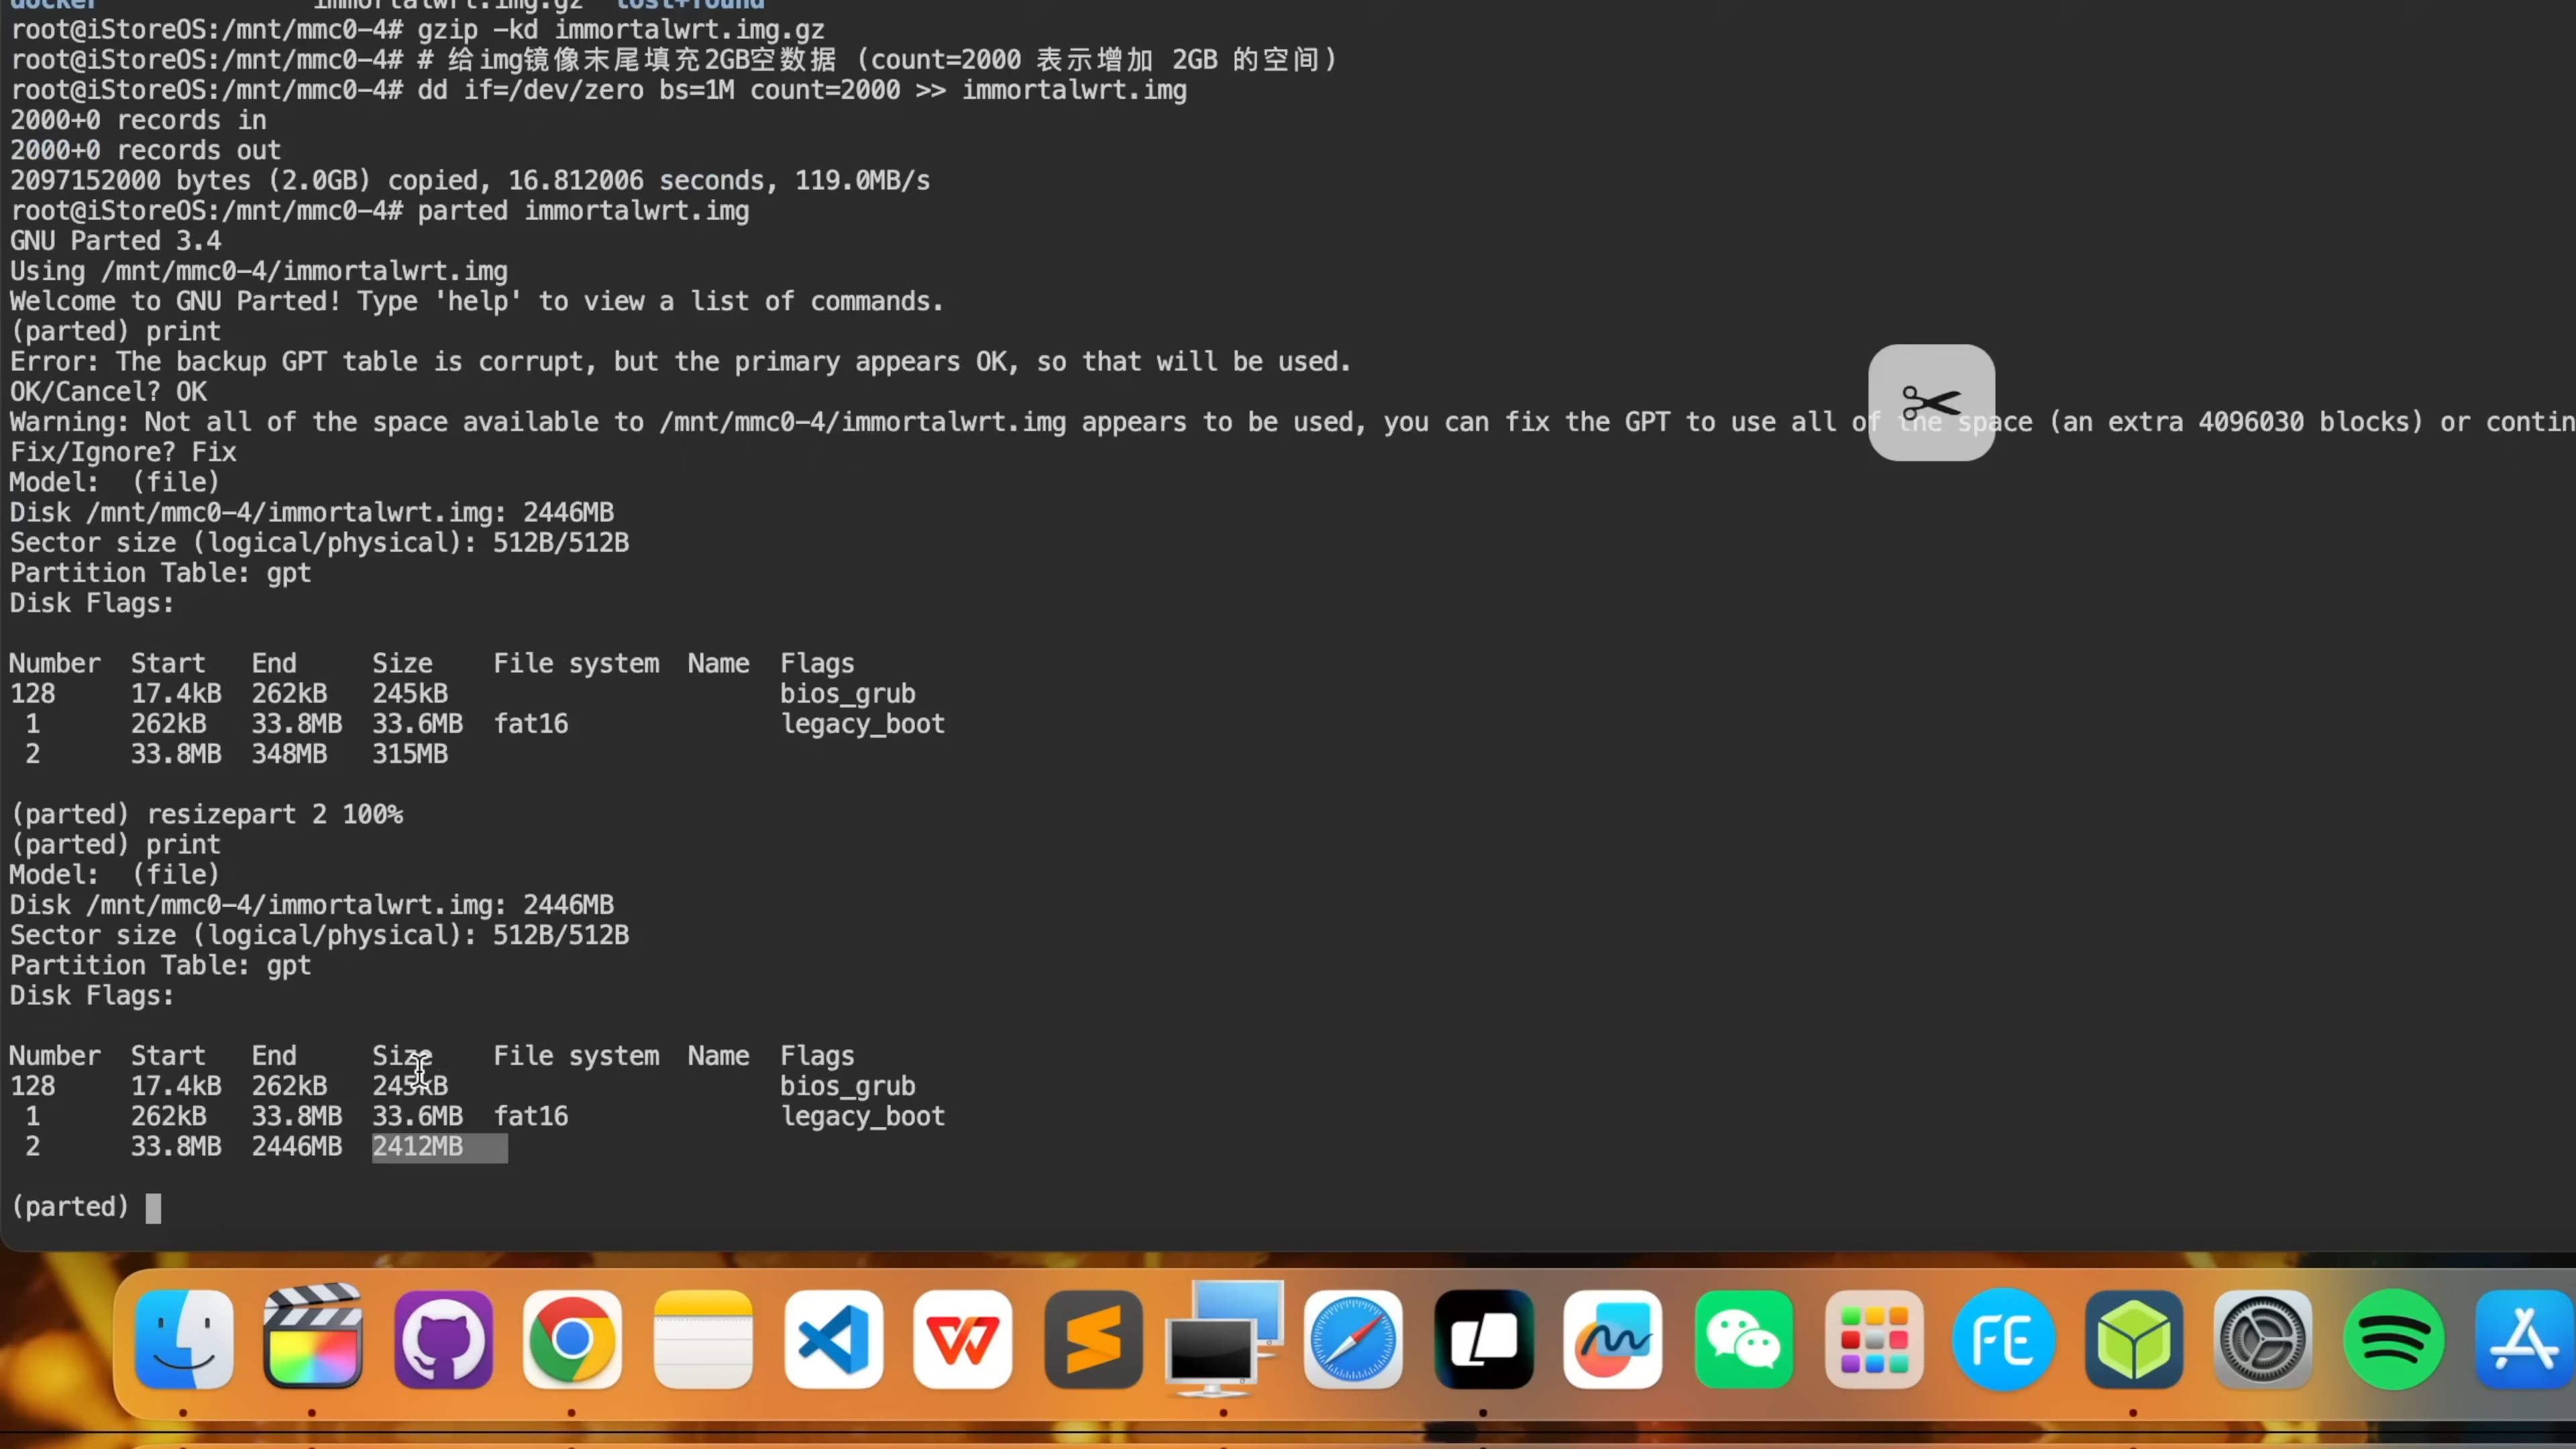 docker immortalwrt.img.gz lost+found
root@iStoreOS:/mnt/mmc0-4# gzip -kd immortalwrt.img.gz
root@iStoreOS:/mnt/mmc0-4# # 给img镜像末尾填充2GB空数据 (count=2000 表示增加 2GB 的空间)
root@iStoreOS:/mnt/mmc0-4# dd if=/dev/zero bs=1M count=2000 >> immortalwrt.img
2000+0 records in
2000+0 records out
2097152000 bytes (2.0GB) copied, 16.812006 seconds, 119.0MB/s
root@iStoreOS:/mnt/mmc0-4# parted immortalwrt.img
GNU Parted 3.4
Using /mnt/mmc0-4/immortalwrt.img
Welcome to GNU Parted! Type 'help' to view a list of commands.
(parted) print
Error: The backup GPT table is corrupt, but the primary appears OK, so that will be used.
OK/Cancel? OK
Warning: Not all of the space available to /mnt/mmc0-4/immortalwrt.img appears to be used, you can fix the GPT to use all of the space (an extra 4096030 blocks) or contin
Fix/Ignore? Fix
Model:  (file)
Disk /mnt/mmc0-4/immortalwrt.img: 2446MB
Sector size (logical/physical): 512B/512B
Partition Table: gpt
Disk Flags:
Number  Start   End     Size    File system  Name  Flags
128     17.4kB  262kB   245kB                      bios_grub
1      262kB   33.8MB  33.6MB  fat16              legacy_boot
2      33.8MB  348MB   315MB
(parted) resizepart 2 100%
(parted) print
Model:  (file)
Disk /mnt/mmc0-4/immortalwrt.img: 2446MB
Sector size (logical/physical): 512B/512B
Partition Table: gpt
Disk Flags:
Number  Start   End     Size    File system  Name  Flags
128     17.4kB  262kB   245kB                      bios_grub
1      262kB   33.8MB  33.6MB  fat16              legacy_boot
2      33.8MB  2446MB  2412MB
(parted)
FE